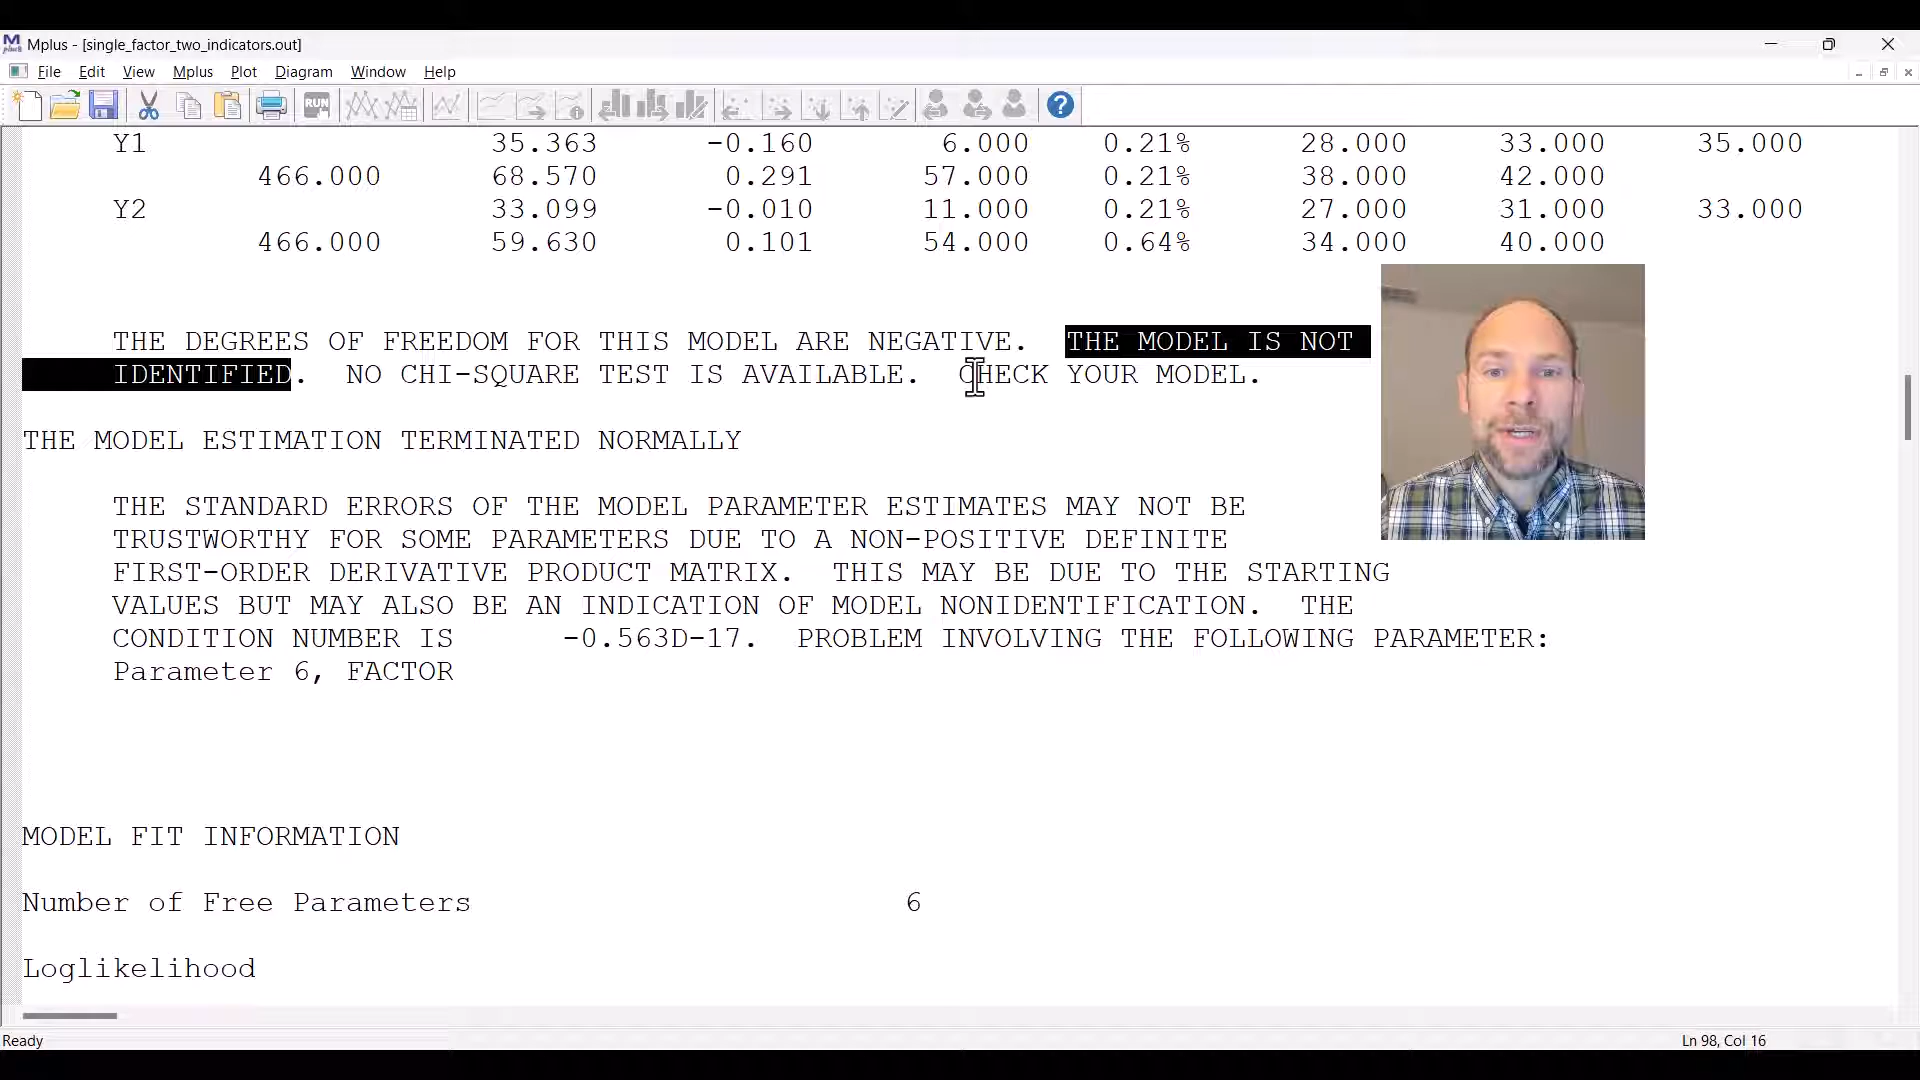 Mplus - [single_factor_two_indicators.out]
File Edit View Mplus Plot Diagram Window Help
RUN
Y1 35.363 -0.160 6.000 0.21% 28.000 33.000 35.000
466.000 68.570 0.291 57.000 0.21% 38.000 42.000
Y2 33.099 -0.010 11.000 0.21% 27.000 31.000 33.000
466.000 59.630 0.101 54.000 0.64% 34.000 40.000
THE DEGREES OF FREEDOM FOR THIS MODEL ARE NEGATIVE. THE MODEL IS NOT
IDENTIFIED. NO CHI-SQUARE TEST IS AVAILABLE. CHECK YOUR MODEL.
THE MODEL ESTIMATION TERMINATED NORMALLY
THE STANDARD ERRORS OF THE MODEL PARAMETER ESTIMATES MAY NOT BE
TRUSTWORTHY FOR SOME PARAMETERS DUE TO A NON-POSITIVE DEFINITE
FIRST-ORDER DERIVATIVE PRODUCT MATRIX. THIS MAY BE DUE TO THE STARTING
VALUES BUT MAY ALSO BE AN INDICATION OF MODEL NONIDENTIFICATION. THE
CONDITION NUMBER IS -0.563D-17. PROBLEM INVOLVING THE FOLLOWING PARAMETER:
Parameter 6, FACTOR
MODEL FIT INFORMATION
Number of Free Parameters 6
Loglikelihood
Ready Ln 98, Col 16